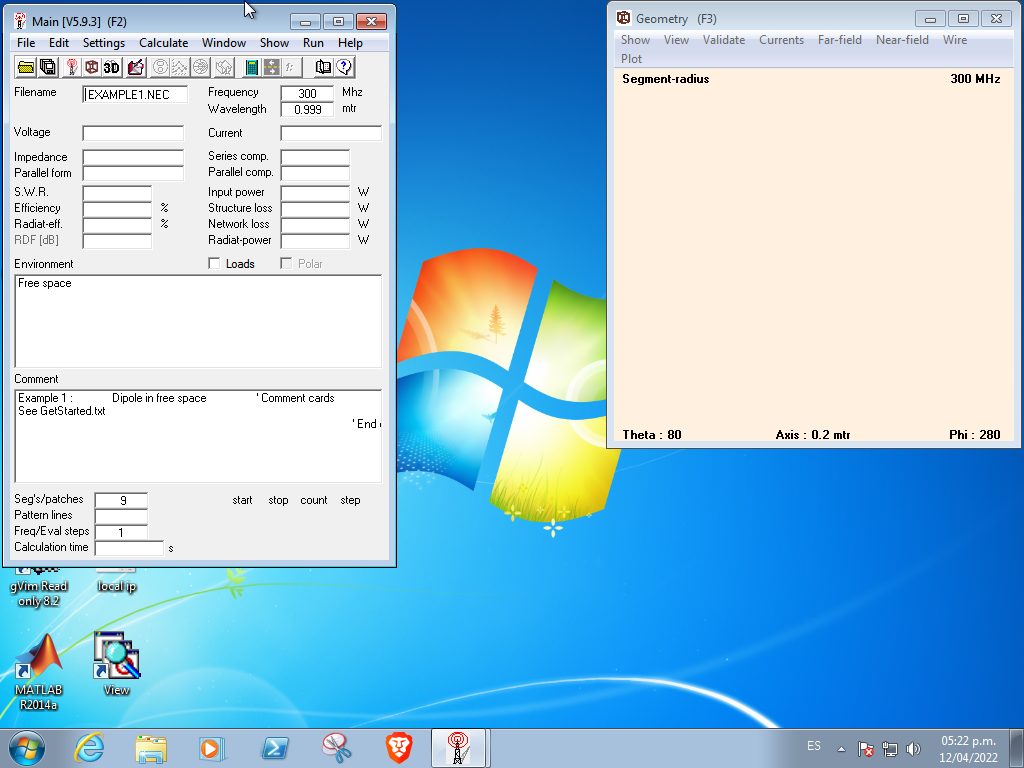 Main [V5.9.3] (F2)
File Edit Settings Calculate Window Show Run Help
3D
Filename EXAMPLE1.NEC Frequency 300 Mhz
Wavelength 0.999 mtr
Voltage Current
Impedance Series comp.
Parallel form Parallel comp.
S.W.R. Input power W
Efficiency % Structure loss W
Radiat-eff. % Network loss W
RDF [dB] Radiat-power W
Environment Loads Polar
Free space
Comment
Example 1 : Dipole in free space ' Comment cards
See GetStarted.txt
' End
Seg's/patches 9 start stop count step
Pattern lines
Freq/Eval steps 1
Calculation time s
Geometry (F3)
Show View Validate Currents Far-field Near-field Wire
Plot
Segment-radius 300 MHz
Theta : 80 Axis : 0.2 mtr Phi : 280
gVim Read
only 8.2
local ip
MATLAB
R2014a
View
ES
05:22 p.m.
12/04/2022